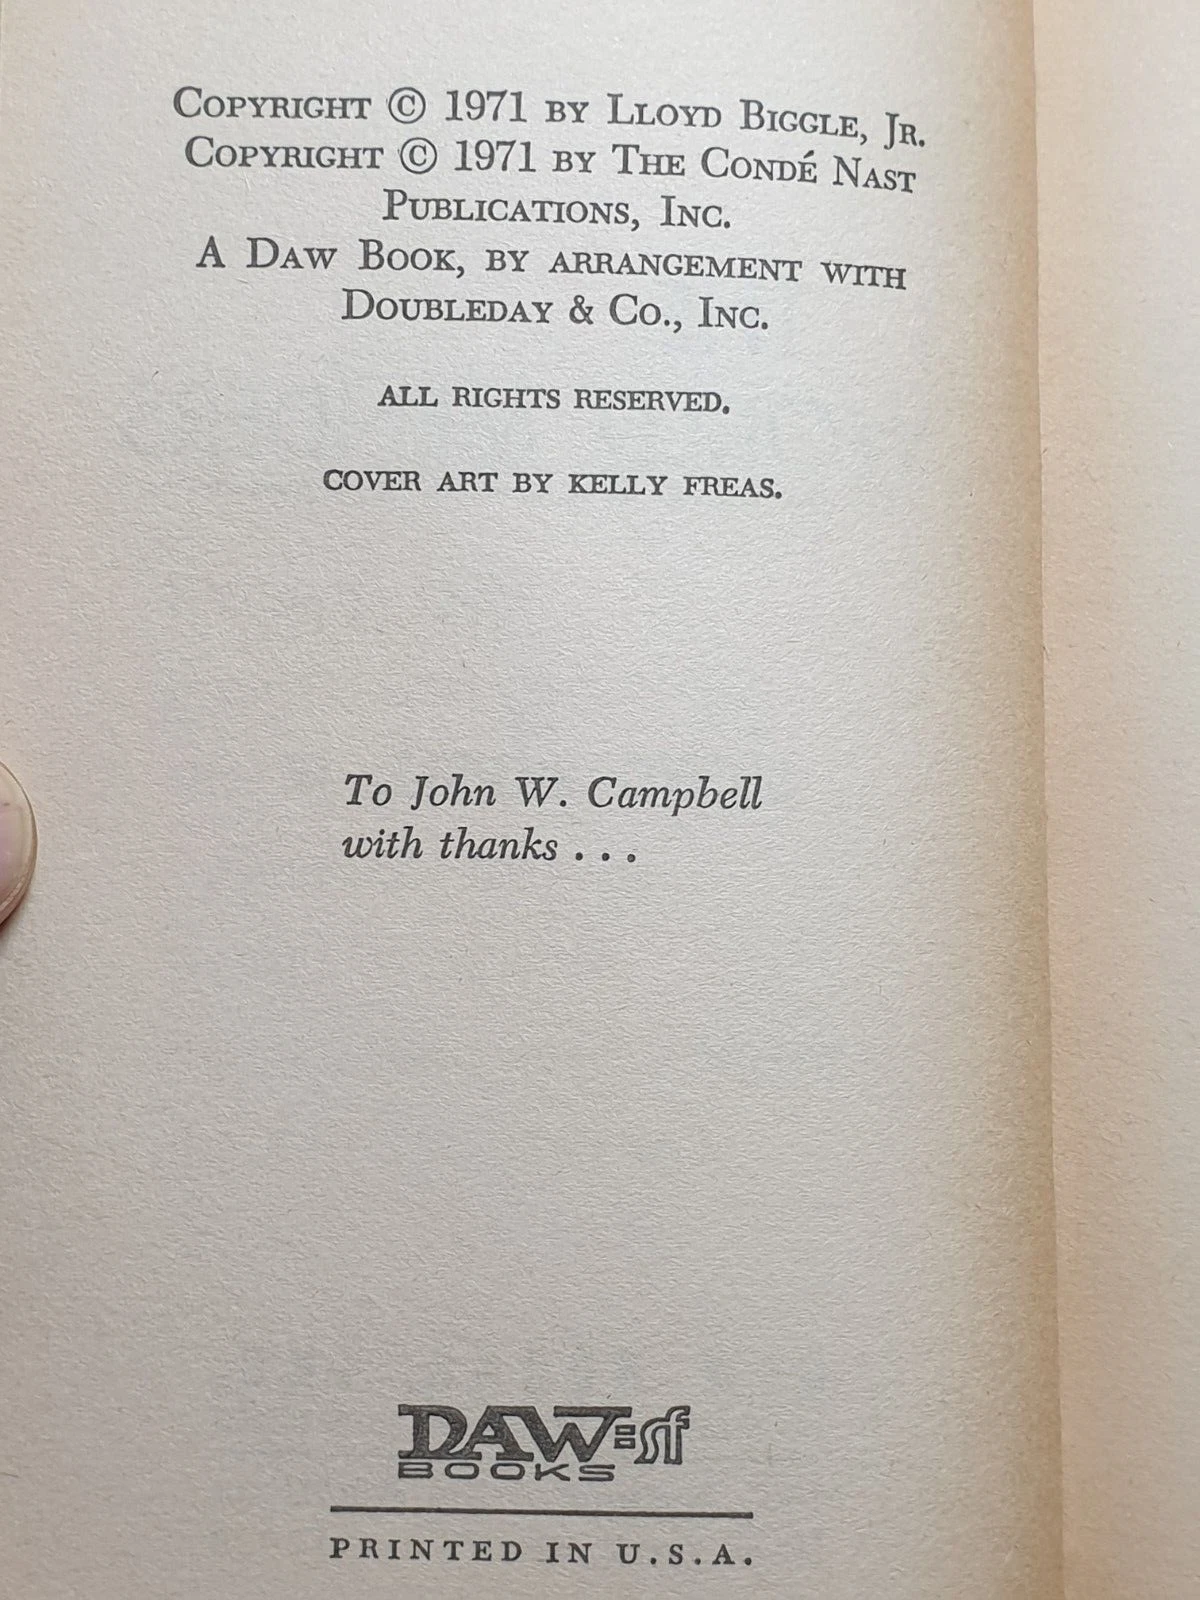 Copyright © 1971 by Lloyd Biggle, Jr.
Copyright © 1971 by The Condé Nast
Publications, Inc.
A Daw Book, by arrangement with
Doubleday & Co., Inc.
ALL RIGHTS RESERVED.
COVER ART BY KELLY FREAS.
To John W. Campbell
with thanks . . .
DAW=sf
BOOKS
PRINTED IN U.S.A.